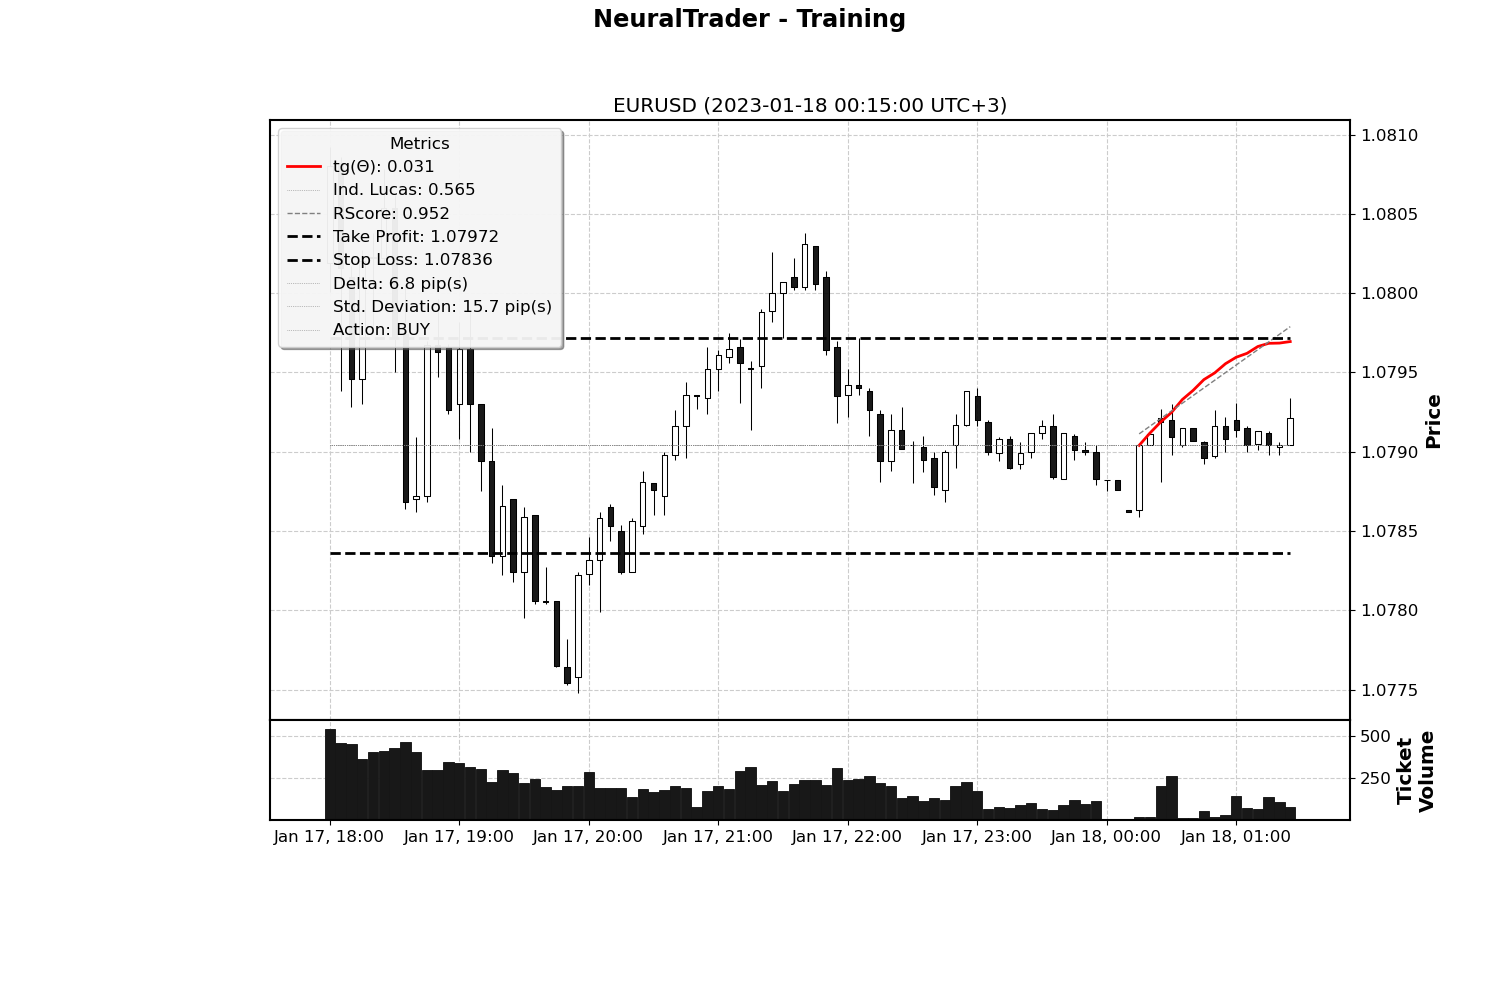 NeuralTrader - Training
EURUSD (2023-01-18 00:15:00 UTC+3)
Metrics
tg(Θ): 0.031
Ind. Lucas: 0.565
RScore: 0.952
Take Profit: 1.07972
Stop Loss: 1.07836
Delta: 6.8 pip(s)
Std. Deviation: 15.7 pip(s)
Action: BUY
1.0810
1.0805
1.0800
1.0795
1.0790
1.0785
1.0780
1.0775
Price
500
250
Ticket
Volume
Jan 17, 18:00
Jan 17, 19:00
Jan 17, 20:00
Jan 17, 21:00
Jan 17, 22:00
Jan 17, 23:00
Jan 18, 00:00
Jan 18, 01:00